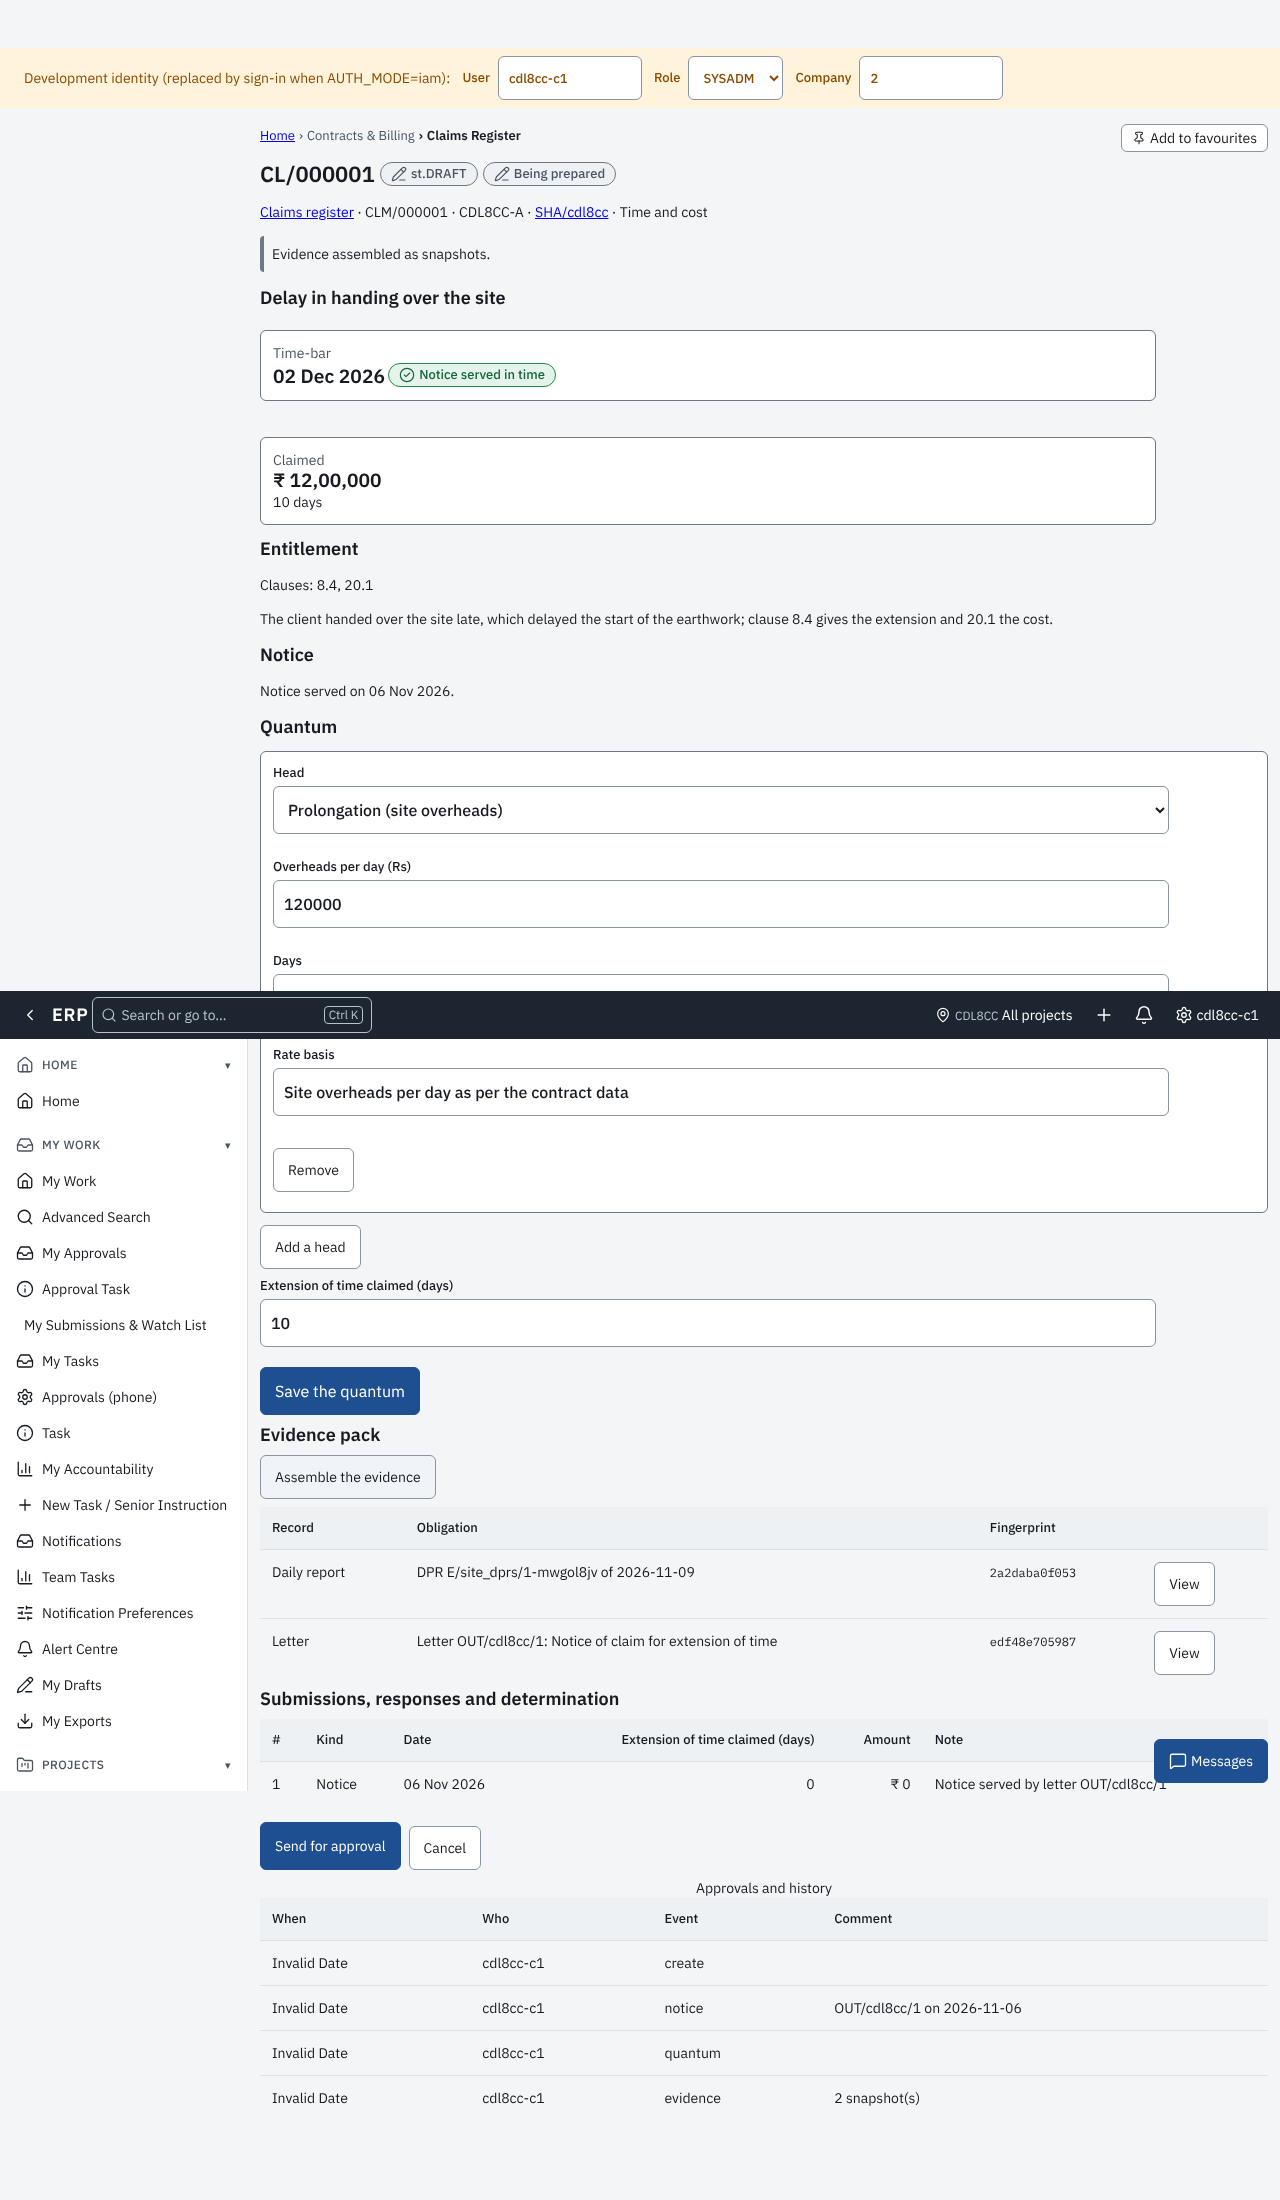 Development identity (replaced by sign-in when AUTH_MODE=iam): User cdl8cc-c1 Role SYSADM Company 2
Home › Contracts & Billing › Claims Register
Add to favourites
CL/000001 st.DRAFT Being prepared
Claims register · CLM/000001 · CDL8CC-A · SHA/cdl8cc · Time and cost
Evidence assembled as snapshots.
Delay in handing over the site
Time-bar
02 Dec 2026 Notice served in time
Claimed
₹ 12,00,000
10 days
Entitlement
Clauses: 8.4, 20.1
The client handed over the site late, which delayed the start of the earthwork; clause 8.4 gives the extension and 20.1 the cost.
Notice
Notice served on 06 Nov 2026.
Quantum
Head
Prolongation (site overheads)
Overheads per day (Rs)
120000
Days
ERP Search or go to... Ctrl K CDL8CC All projects cdl8cc-c1
Rate basis
Site overheads per day as per the contract data
Remove
Add a head
Extension of time claimed (days)
10
Save the quantum
Evidence pack
Assemble the evidence
Record Obligation Fingerprint
Daily report DPR E/site_dprs/1-mwgol8jv of 2026-11-09 2a2daba0f053 View
Letter Letter OUT/cdl8cc/1: Notice of claim for extension of time edf48e705987 View
Submissions, responses and determination
# Kind Date Extension of time claimed (days) Amount Note
1 Notice 06 Nov 2026 0 ₹ 0 Notice served by letter OUT/cdl8cc/1
Messages
Send for approval Cancel
Approvals and history
When Who Event Comment
Invalid Date cdl8cc-c1 create
Invalid Date cdl8cc-c1 notice OUT/cdl8cc/1 on 2026-11-06
Invalid Date cdl8cc-c1 quantum
Invalid Date cdl8cc-c1 evidence 2 snapshot(s)
HOME
Home
MY WORK
My Work
Advanced Search
My Approvals
Approval Task
My Submissions & Watch List
My Tasks
Approvals (phone)
Task
My Accountability
New Task / Senior Instruction
Notifications
Team Tasks
Notification Preferences
Alert Centre
My Drafts
My Exports
PROJECTS